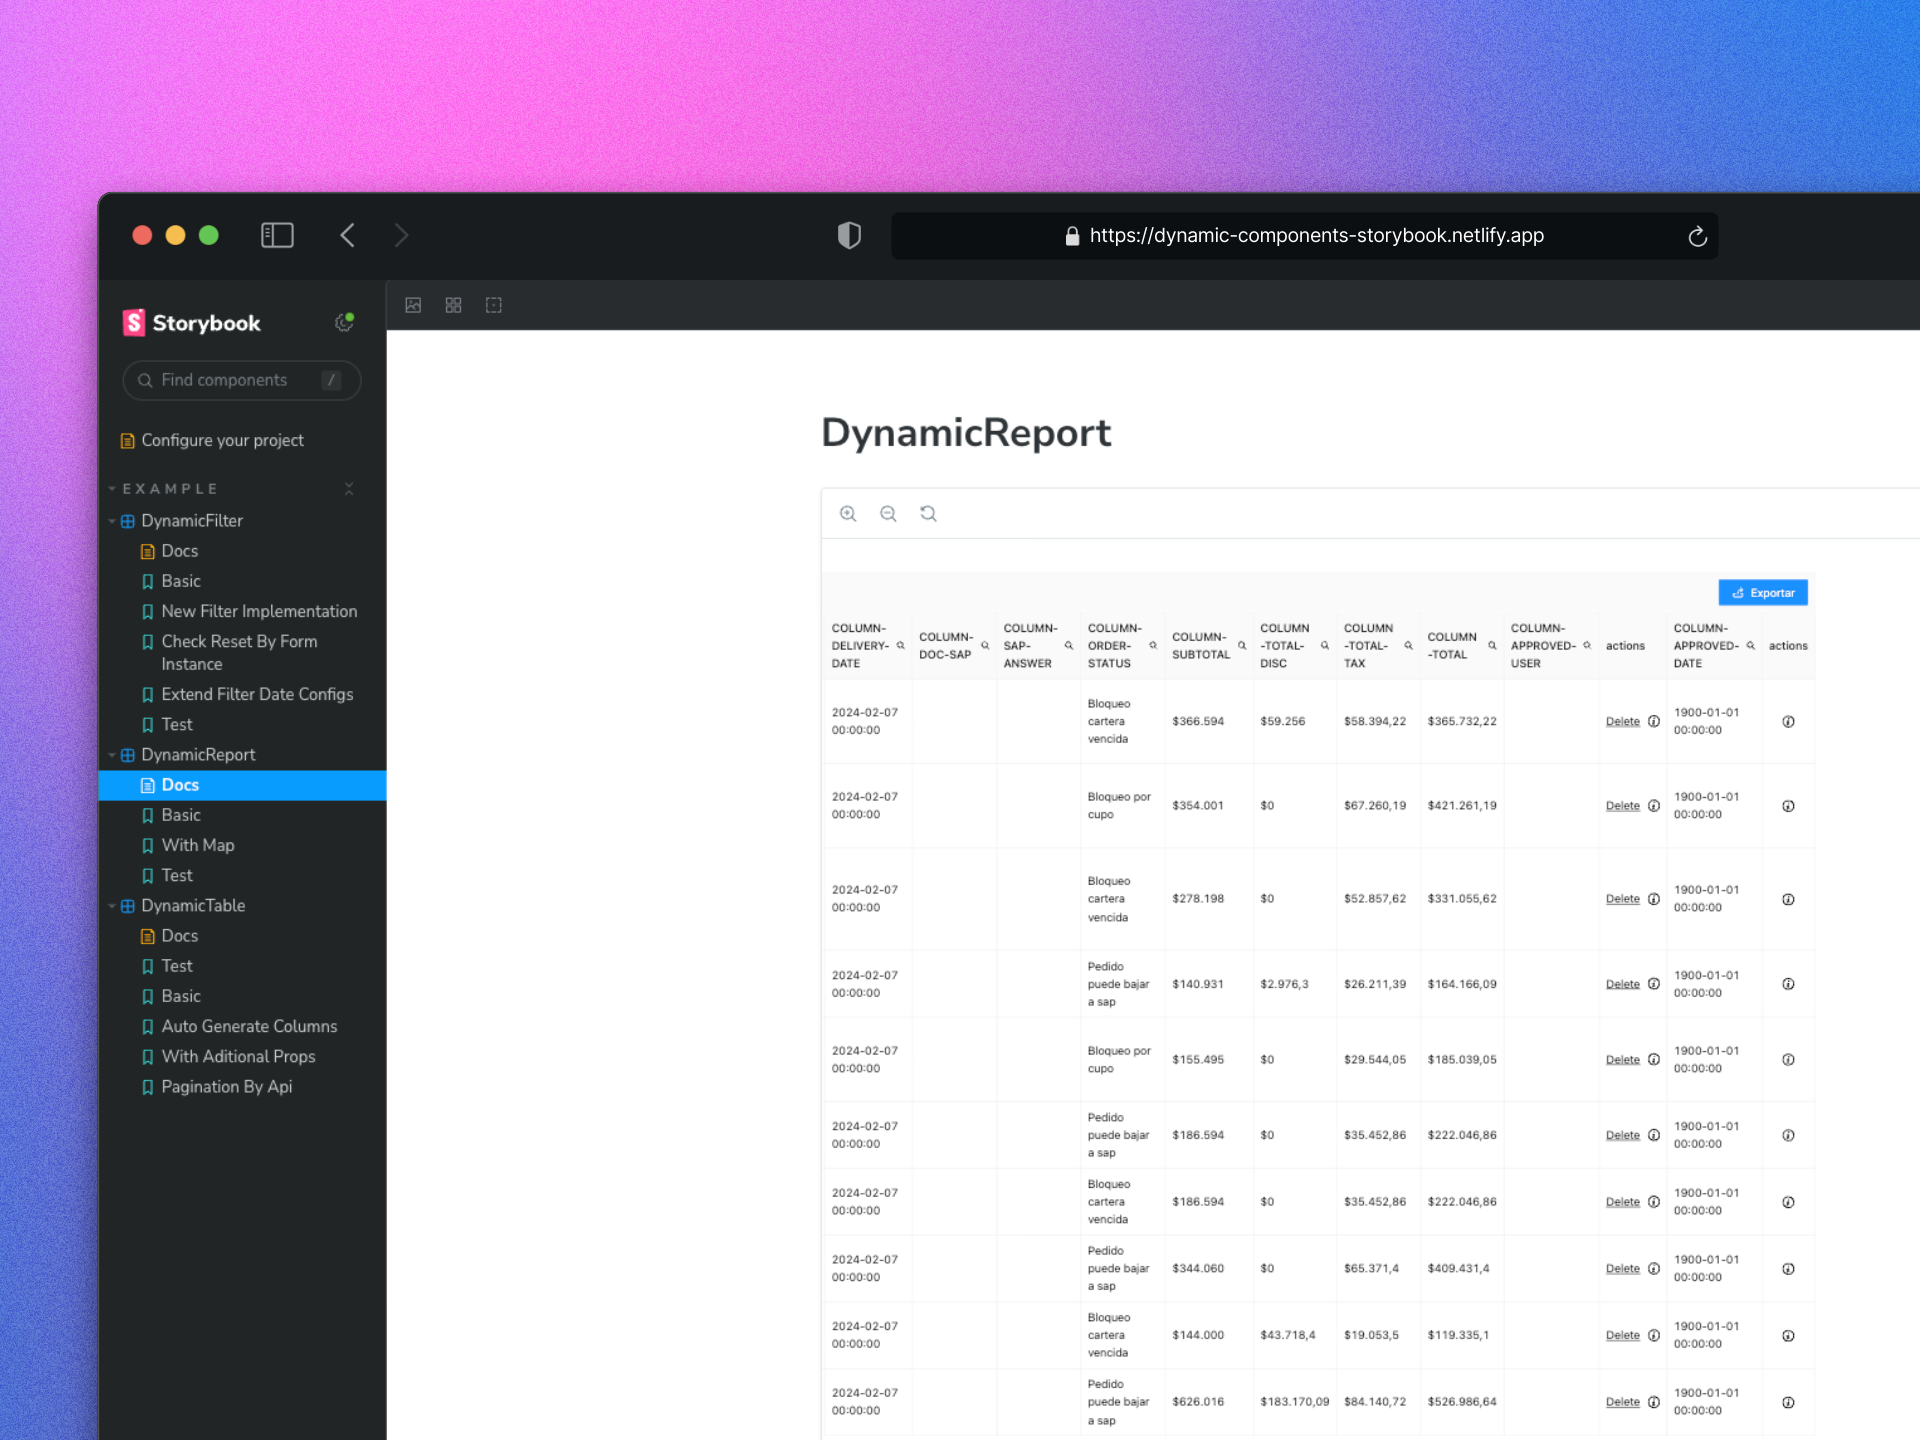 https://dynamic-components-storybook.netlify.app
Storybook
Find components /
Configure your project
EXAMPLE
DynamicFilter
Docs
Basic
New Filter Implementation
Check Reset By Form
Instance
Extend Filter Date Configs
Test
DynamicReport
Docs
Basic
With Map
Test
DynamicTable
Docs
Test
Basic
Auto Generate Columns
With Aditional Props
Pagination By Api
DynamicReport
Exportar
COLUMN-DELIVERY-DATE COLUMN-DOC-SAP COLUMN-SAP-ANSWER COLUMN-ORDER-STATUS COLUMN-SUBTOTAL COLUMN-TOTAL-DISC COLUMN-TOTAL-TAX COLUMN-TOTAL COLUMN-APPROVED-USER actions COLUMN-APPROVED-DATE actions
2024-02-07 00:00:00 Bloqueo cartera vencida $366.594 $59.256 $58.394,22 $365.732,22 Delete 1900-01-01 00:00:00
2024-02-07 00:00:00 Bloqueo por cupo $354.001 $0 $67.260,19 $421.261,19 Delete 1900-01-01 00:00:00
2024-02-07 00:00:00 Bloqueo cartera vencida $278.198 $0 $52.857,62 $331.055,62 Delete 1900-01-01 00:00:00
2024-02-07 00:00:00 Pedido puede bajar a sap $140.931 $2.976,3 $26.211,39 $164.166,09 Delete 1900-01-01 00:00:00
2024-02-07 00:00:00 Bloqueo por cupo $155.495 $0 $29.544,05 $185.039,05 Delete 1900-01-01 00:00:00
2024-02-07 00:00:00 Pedido puede bajar a sap $186.594 $0 $35.452,86 $222.046,86 Delete 1900-01-01 00:00:00
2024-02-07 00:00:00 Bloqueo cartera vencida $186.594 $0 $35.452,86 $222.046,86 Delete 1900-01-01 00:00:00
2024-02-07 00:00:00 Pedido puede bajar a sap $344.060 $0 $65.371,4 $409.431,4 Delete 1900-01-01 00:00:00
2024-02-07 00:00:00 Bloqueo cartera vencida $144.000 $43.718,4 $19.053,5 $119.335,1 Delete 1900-01-01 00:00:00
2024-02-07 00:00:00 Pedido puede bajar a sap $626.016 $183.170,09 $84.140,72 $526.986,64 Delete 1900-01-01 00:00:00